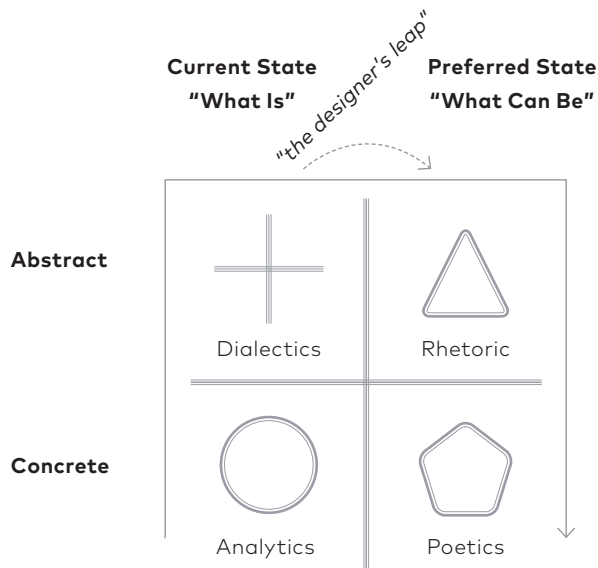 Current State
“What Is”
“the designer’s leap”
Preferred State
“What Can Be”
Abstract
Dialectics
Rhetoric
Concrete
Analytics
Poetics